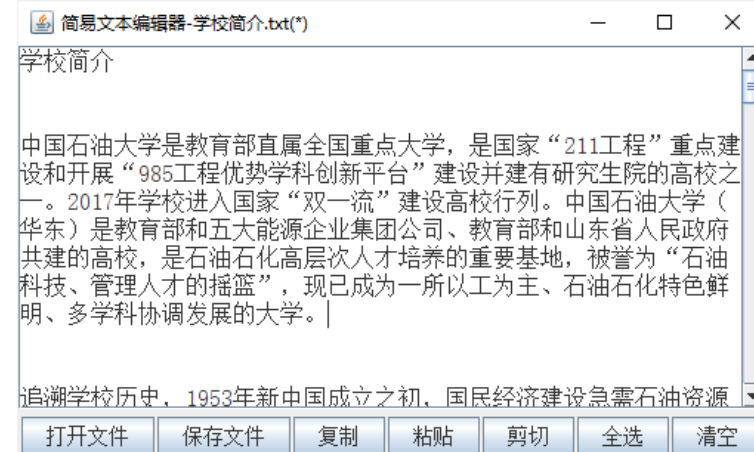 简易文本编辑器-学校简介.txt(*)
学校简介
中国石油大学是教育部直属全国重点大学，是国家“211工程”重点建
设和开展“985工程优势学科创新平台”建设并建有研究生院的高校之
一。2017年学校进入国家“双一流”建设高校行列。中国石油大学（
华东）是教育部和五大能源企业集团公司、教育部和山东省人民政府
共建的高校，是石油石化高层次人才培养的重要基地，被誉为“石油
科技、管理人才的摇篮”，现已成为一所以工为主、石油石化特色鲜
明、多学科协调发展的大学。
追溯学校历史，1953年新中国成立之初，国民经济建设急需石油资源
打开文件 保存文件 复制 粘贴 剪切 全选 清空